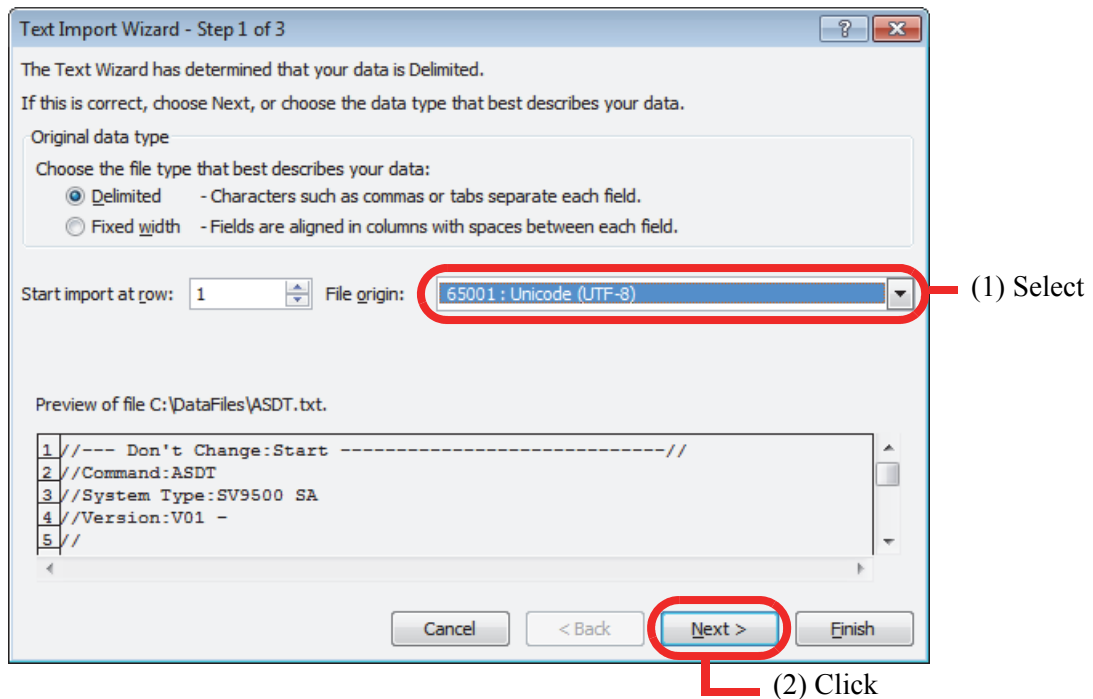 Text Import Wizard - Step 1 of 3
The Text Wizard has determined that your data is Delimited.
If this is correct, choose Next, or choose the data type that best describes your data.
Original data type
Choose the file type that best describes your data:
Delimited - Characters such as commas or tabs separate each field.
Fixed width - Fields are aligned in columns with spaces between each field.
Start import at row: 1 File origin: 65001 : Unicode (UTF-8)
(1) Select
Preview of file C:\DataFiles\ASDT.txt.
1 //--- Don't Change:Start -----------------------------//
2 //Command:ASDT
3 //System Type:SV9500 SA
4 //Version:V01 -
5 //
Cancel < Back Next > Finish
(2) Click